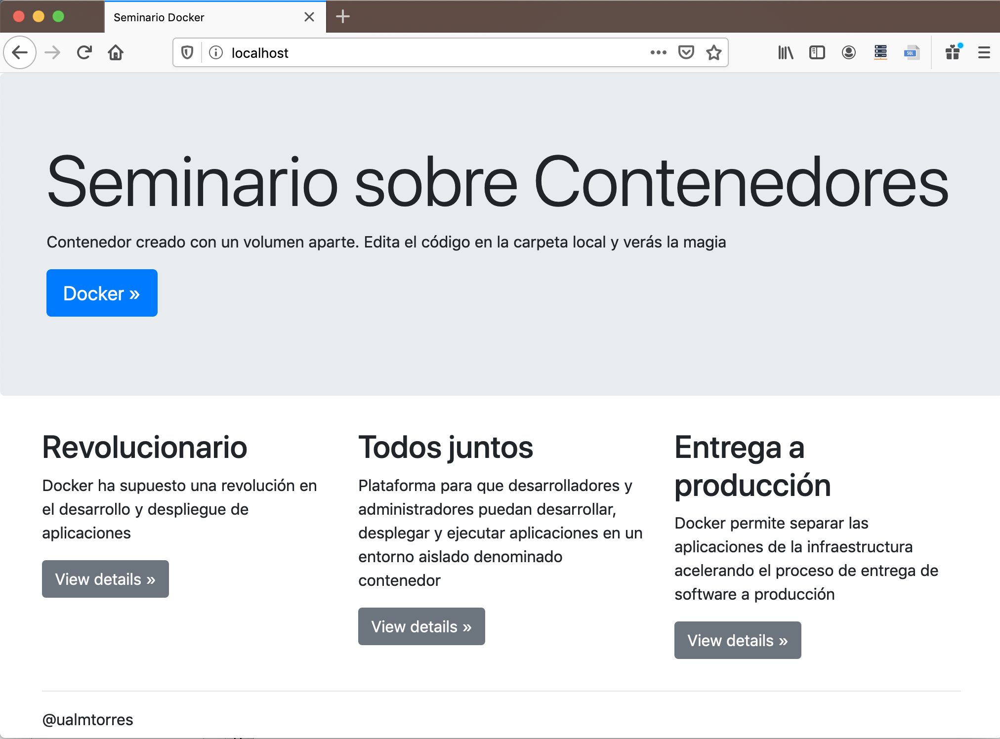 Seminario Docker
localhost
SQL
Seminario sobre Contenedores
Contenedor creado con un volumen aparte. Edita el código en la carpeta local y verás la magia
Docker »
Revolucionario
Docker ha supuesto una revolución en
el desarrollo y despliegue de
aplicaciones
View details »
Todos juntos
Plataforma para que desarrolladores y
administradores puedan desarrollar,
desplegar y ejecutar aplicaciones en un
entorno aislado denominado
contenedor
View details »
Entrega a
producción
Docker permite separar las
aplicaciones de la infraestructura
acelerando el proceso de entrega de
software a producción
View details »
@ualmtorres